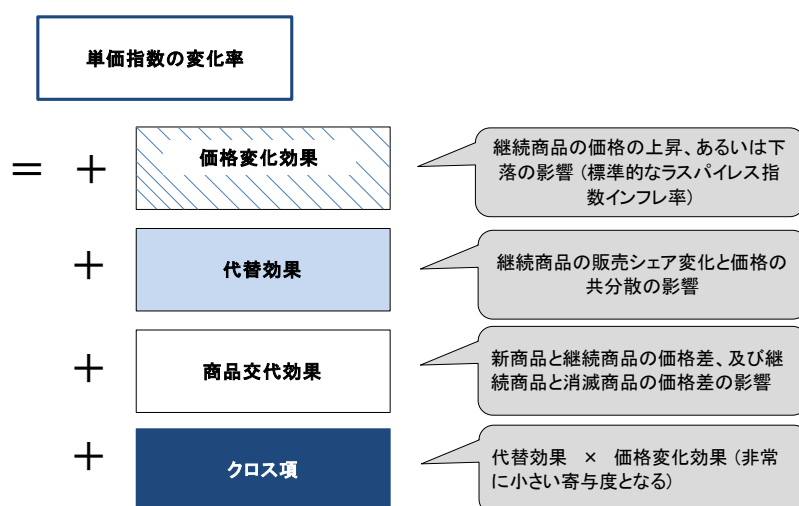 単価指数の変化率
= + 価格変化効果
継続商品の価格の上昇、あるいは下
落の影響（標準的なラスパイレス指
数インフレ率）
+ 代替効果
継続商品の販売シェア変化と価格の
共分散の影響
+ 商品交代効果
新商品と継続商品の価格差、及び継
続商品と消滅商品の価格差の影響
+ クロス項
代替効果　×　価格変化効果（非常
に小さい寄与度となる）